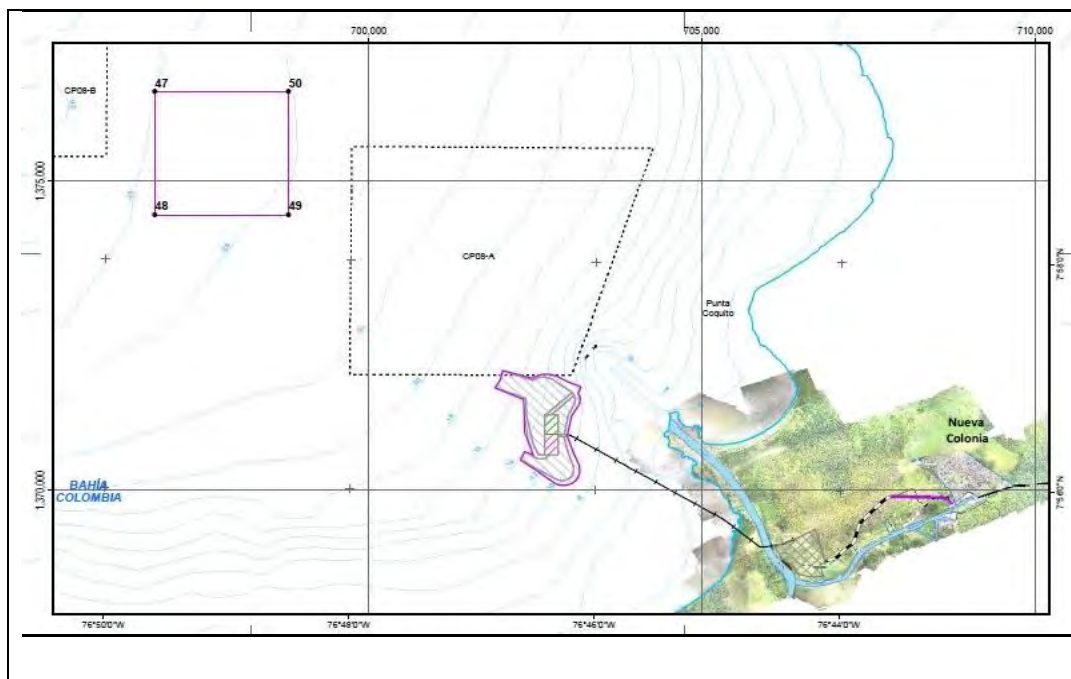 700,000
705,000
710,000
47
50
CP09-B
1,375,000
48
49
CP09-A
7°58'0"N
Punta
Coquito
Nueva
Colonia
BAHÍA
COLOMBIA
1,370,000
7°56'0"N
76°50'0"W
76°48'0"W
76°46'0"W
76°44'0"W